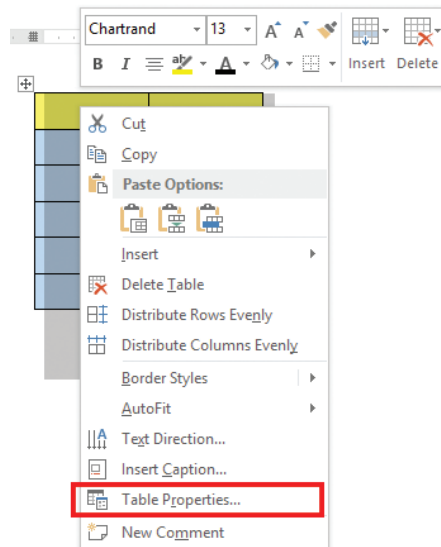 Chartrand 13 A A
B I ab A Insert Delete
Cut
Copy
Paste Options:
Insert
Delete Table
Distribute Rows Evenly
Distribute Columns Evenly
Border Styles
AutoFit
Text Direction...
Insert Caption...
Table Properties...
New Comment